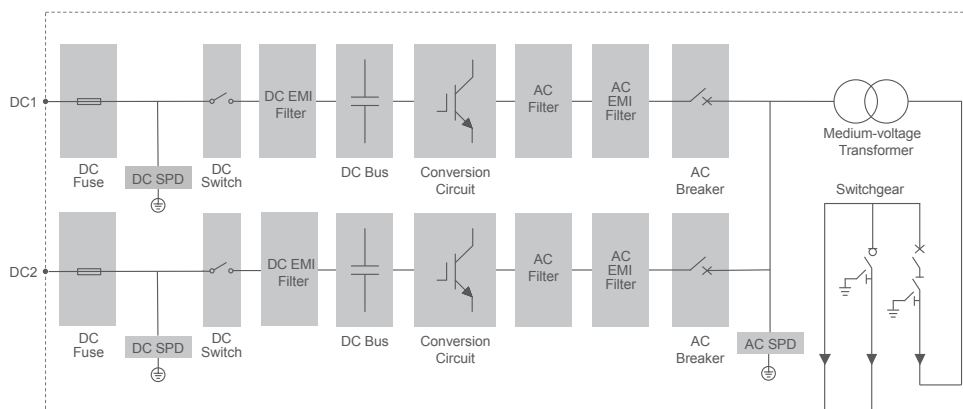 DC1
DC
Fuse
DC SPD
DC
Switch
DC EMI
Filter
DC Bus
Conversion
Circuit
AC
Filter
AC
EMI
Filter
AC
Breaker
Medium-voltage
Transformer
Switchgear
DC2
DC
Fuse
DC SPD
DC
Switch
DC EMI
Filter
DC Bus
Conversion
Circuit
AC
Filter
AC
EMI
Filter
AC
Breaker
AC SPD